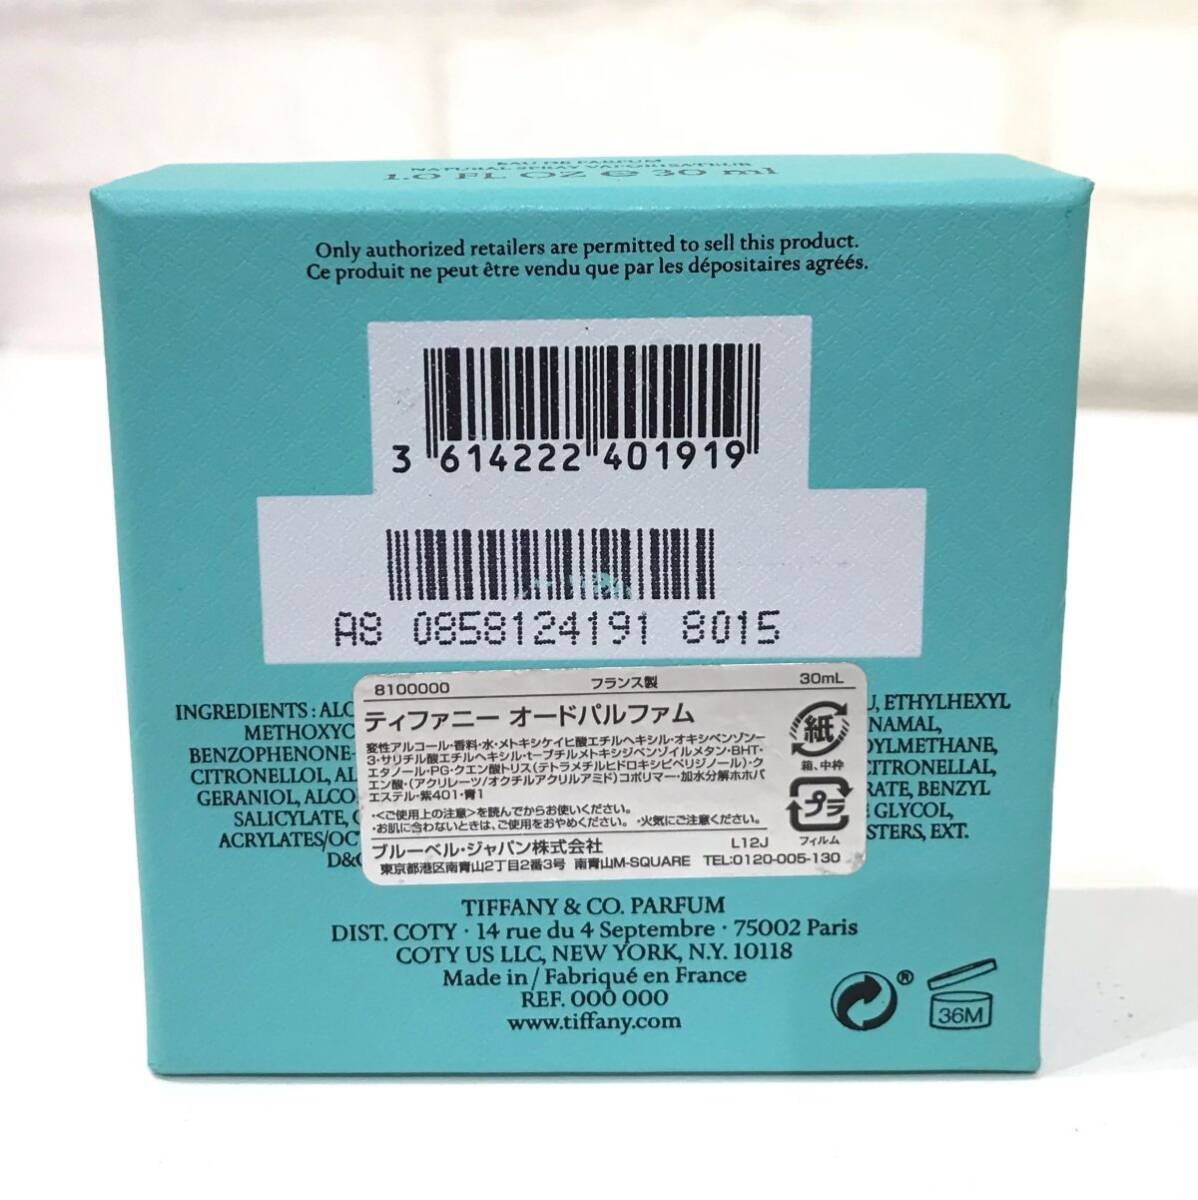 EAU DE PARFUM
NATURAL SPRAY VAPORISATEUR
1.0 FL OZ ℮ 30 ml
Only authorized retailers are permitted to sell this product.
Ce produit ne peut être vendu que par les dépositaires agréés.
3 614222 401919
A8 0858124191 8015
8100000 フランス製 30mL
ティファニー オードパルファム
変性アルコール・香料・水・メトキシケイヒ酸エチルヘキシル・オキシベンゾン-
3・サリチル酸エチルヘキシル・t-ブチルメトキシジベンゾイルメタン・BHT・
エタノール・PG・クエン酸トリス(テトラメチルヒドロキシピペリジノール)・ク
エン酸・(アクリレーツ/オクチルアクリルアミド)コポリマー・加水分解ホホバ
エステル・紫401・青1
・<ご使用上の注意>を読んでからお使いください。
・お肌に合わないときは、ご使用をおやめください。 ・火気にご注意ください。
ブルーベル・ジャパン株式会社 L12J
東京都港区南青山2丁目2番3号 南青山M-SQUARE TEL:0120-005-130
紙
箱、中枠
プラ
フィルム
INGREDIENTS: ETHYLHEXYL
METHOXYC NAMAL,
BENZOPHENONE- OYLMETHANE,
CITRONELLOL, CITRONELLAL,
GERANIOL, RATE, BENZYL
SALICYLATE, GLYCOL,
ACRYLATES/OC STERS, EXT.
D&C
TIFFANY & CO. PARFUM
DIST. COTY · 14 rue du 4 Septembre · 75002 Paris
COTY US LLC, NEW YORK, N.Y. 10118
Made in / Fabriqué en France
REF. 000 000
www.tiffany.com
®
36M